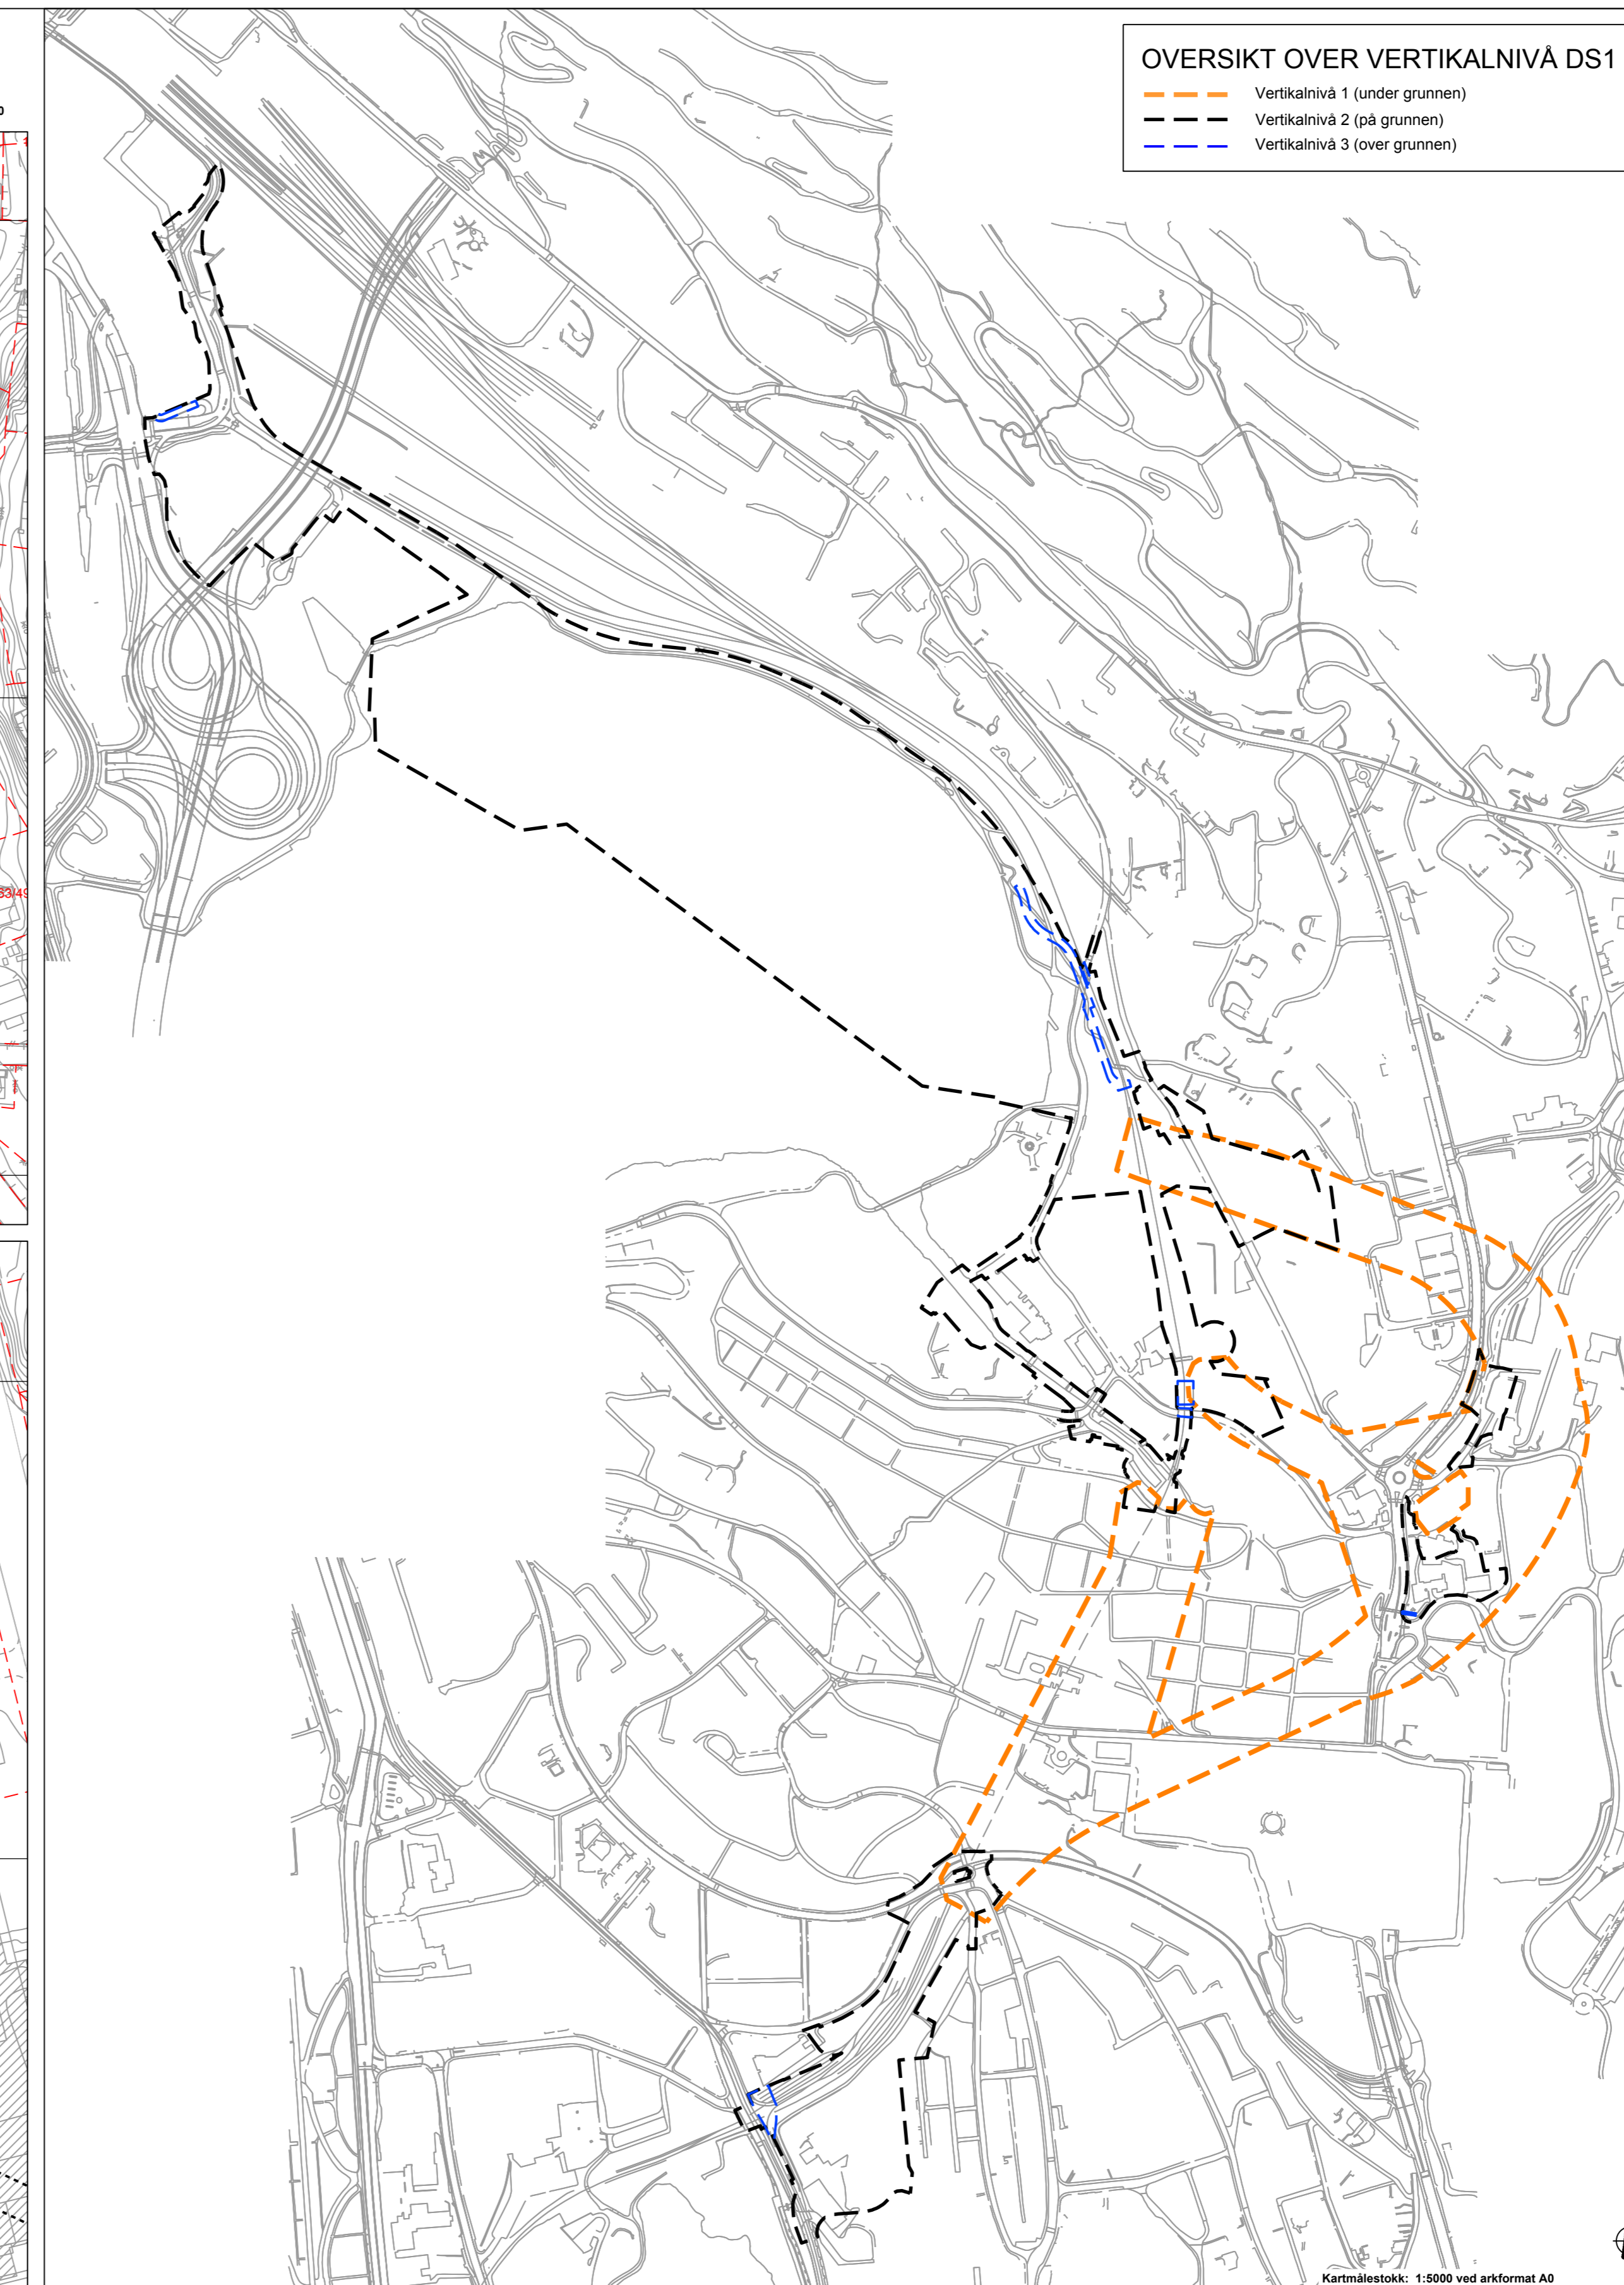 OVERSIKT OVER VERTIKALNIVÅ DS1
Vertikalnivå 1 (under grunnen)
Vertikalnivå 2 (på grunnen)
Vertikalnivå 3 (over grunnen)
Kartmålestokk: 1:5000 ved arkformat A0